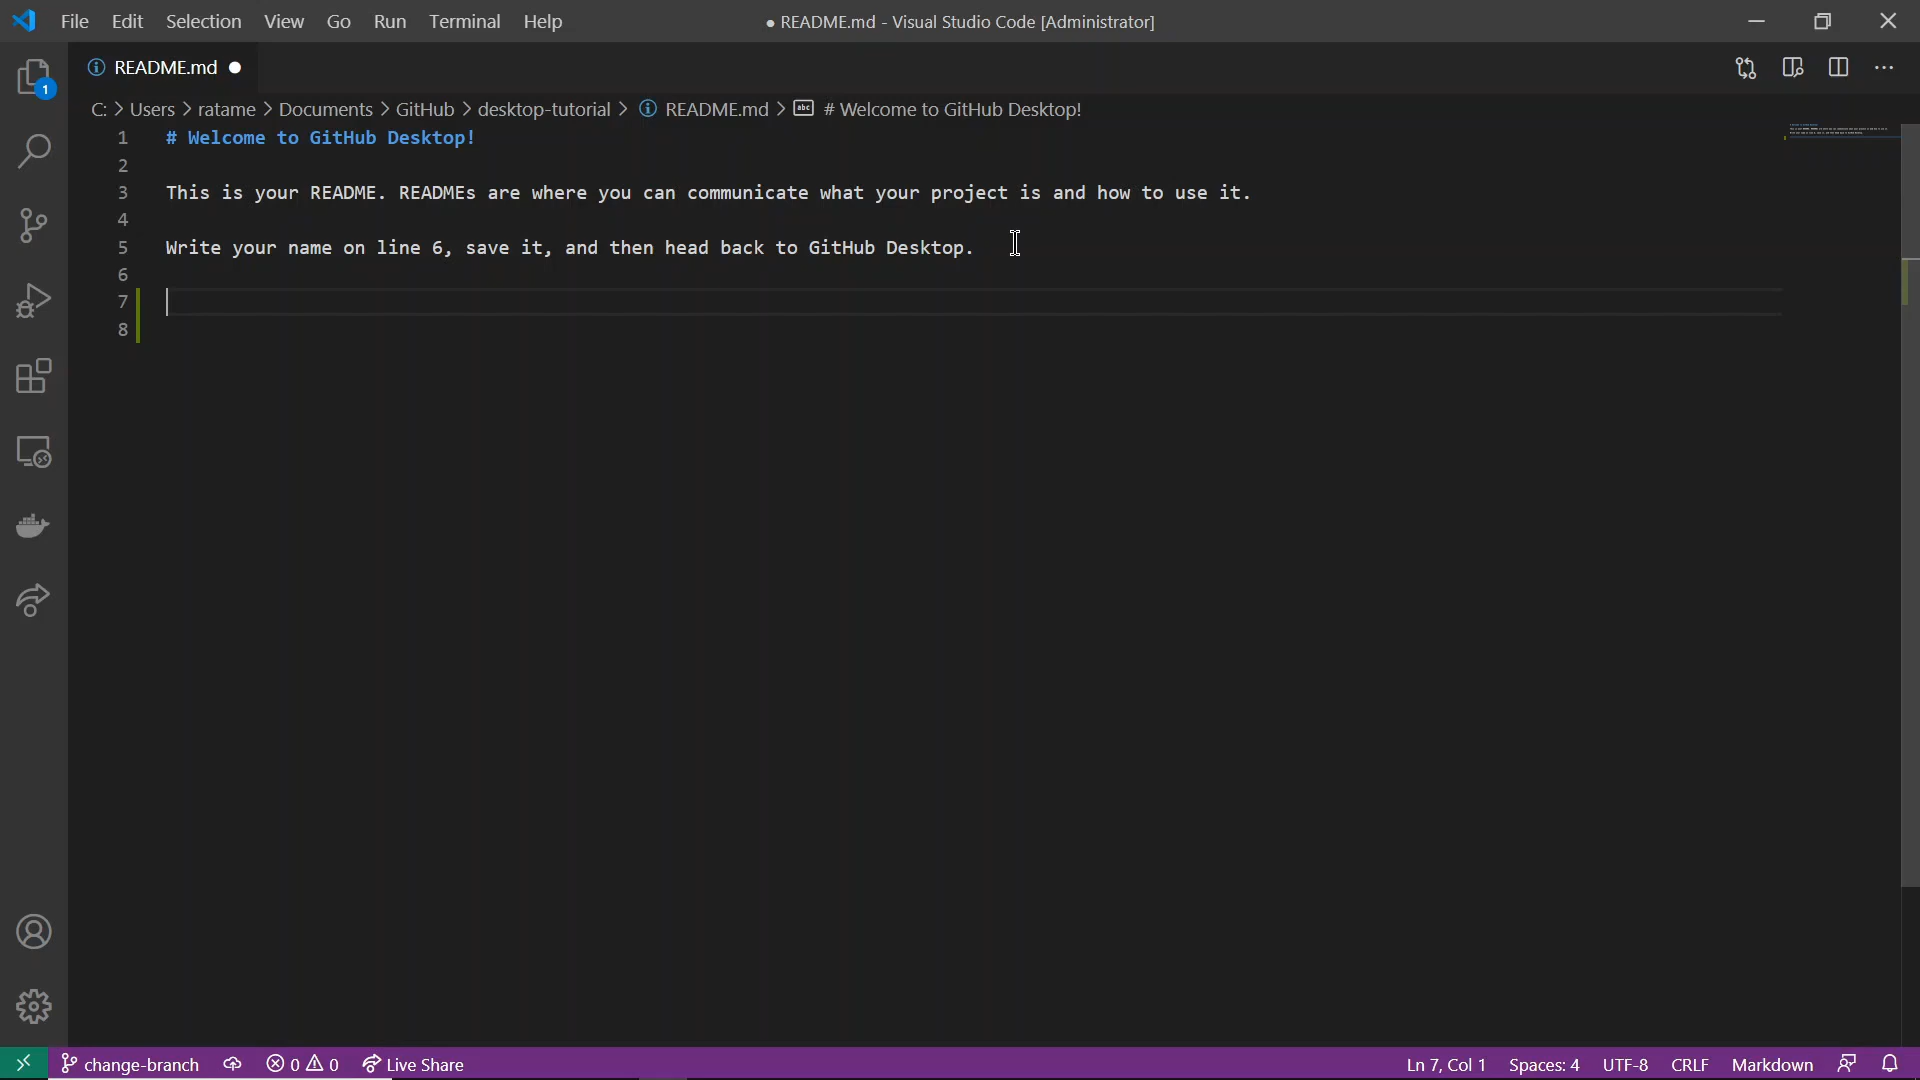 File Edit Selection View Go Run Terminal Help
● README.md - Visual Studio Code [Administrator]
README.md ●
1
C: > Users > ratame > Documents > GitHub > desktop-tutorial > README.md > # Welcome to GitHub Desktop!
1 # Welcome to GitHub Desktop!
2
3 This is your README. READMEs are where you can communicate what your project is and how to use it.
4
5 Write your name on line 6, save it, and then head back to GitHub Desktop.
6
7
8
change-branch 0 0 Live Share Ln 7, Col 1 Spaces: 4 UTF-8 CRLF Markdown